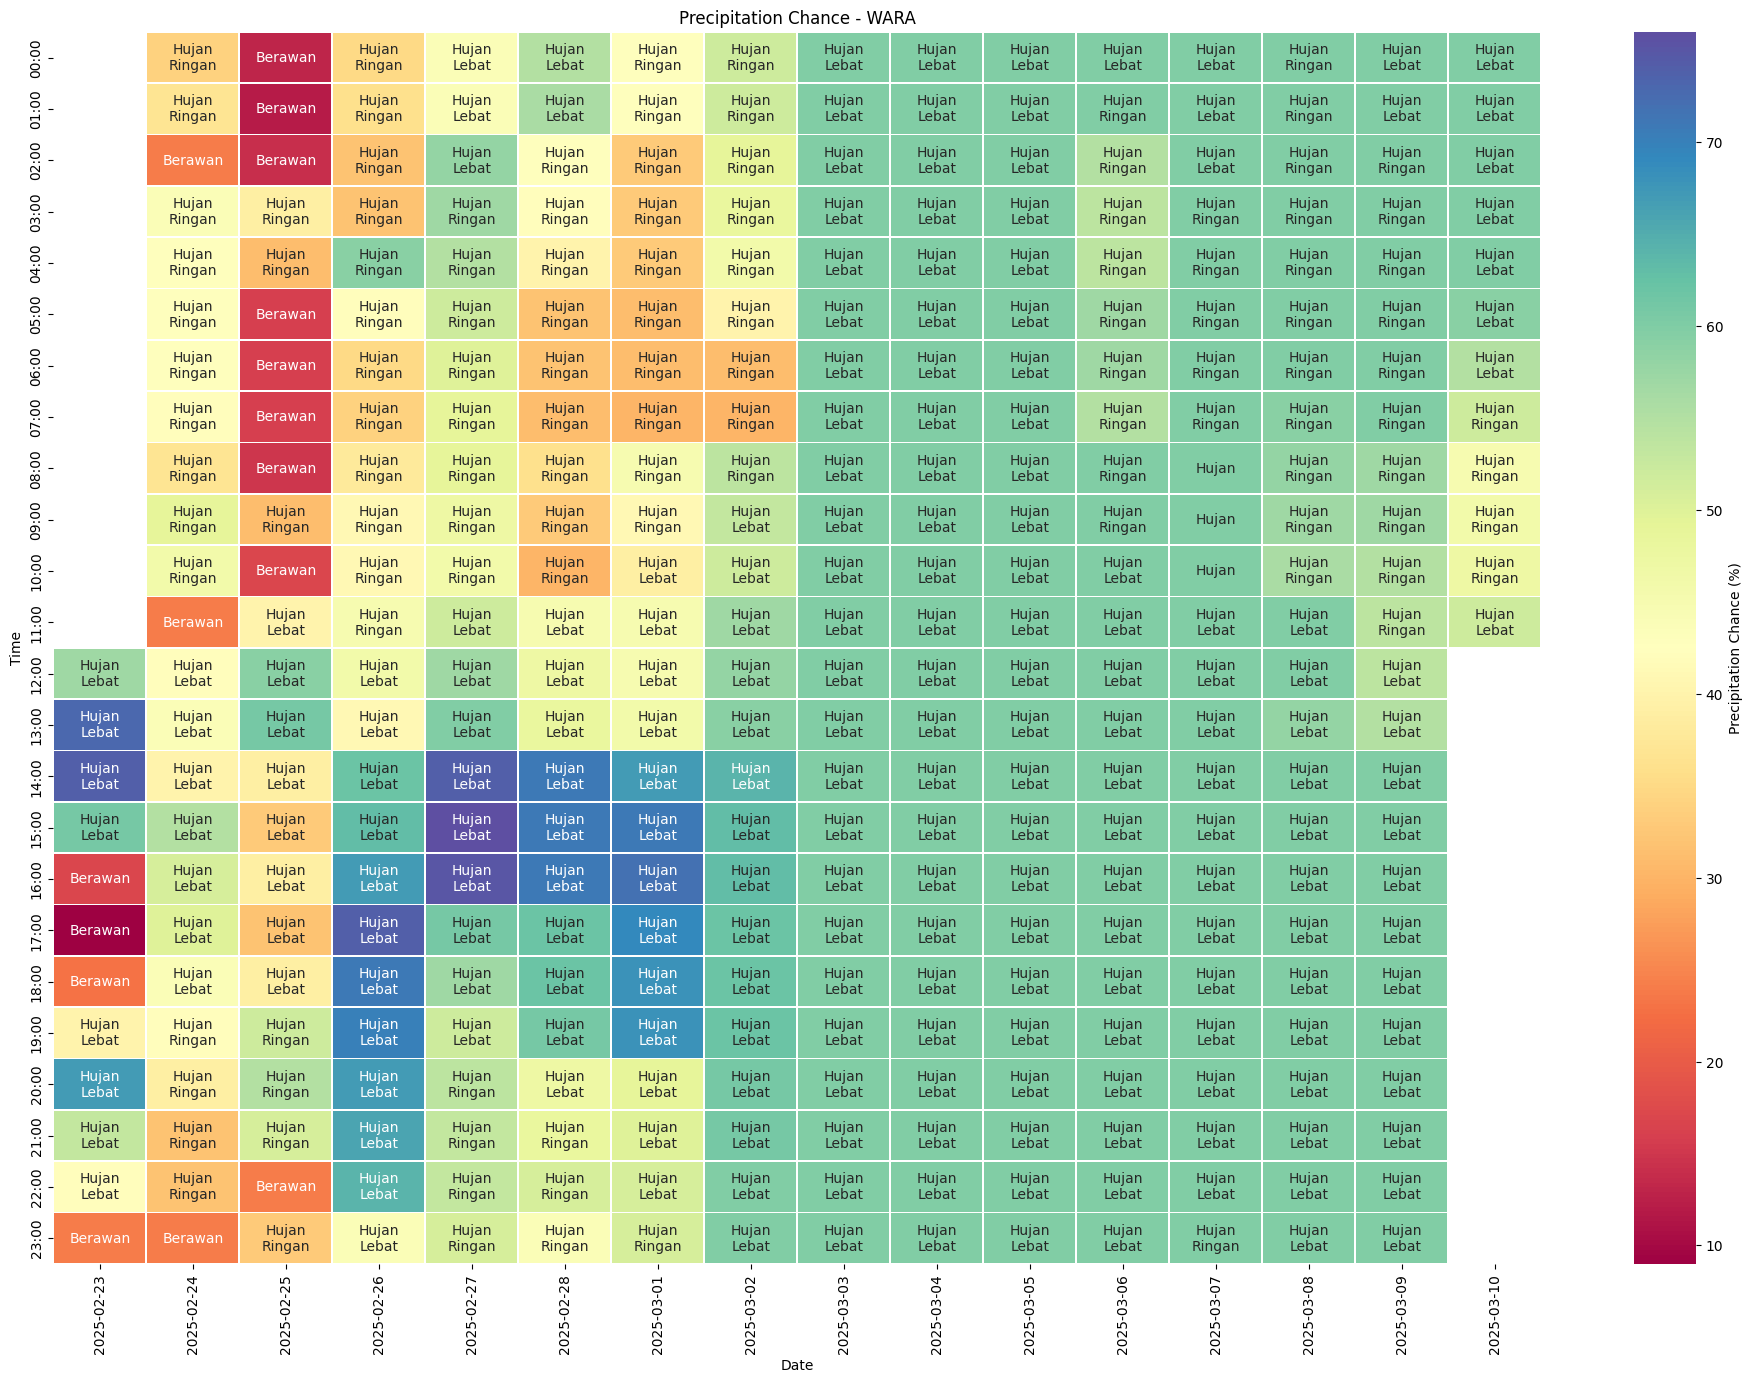 Precipitation Chance - WARA
00:00 Hujan Ringan Berawan Hujan Ringan Hujan Lebat Hujan Lebat Hujan Ringan Hujan Ringan Hujan Lebat Hujan Lebat Hujan Lebat Hujan Lebat Hujan Lebat Hujan Ringan Hujan Lebat Hujan Lebat
01:00 Hujan Ringan Berawan Hujan Ringan Hujan Lebat Hujan Lebat Hujan Ringan Hujan Ringan Hujan Lebat Hujan Lebat Hujan Lebat Hujan Ringan Hujan Lebat Hujan Ringan Hujan Lebat Hujan Lebat
02:00 Berawan Berawan Hujan Ringan Hujan Lebat Hujan Ringan Hujan Ringan Hujan Ringan Hujan Lebat Hujan Lebat Hujan Lebat Hujan Ringan Hujan Lebat Hujan Ringan Hujan Ringan Hujan Lebat
03:00 Hujan Ringan Hujan Ringan Hujan Ringan Hujan Ringan Hujan Ringan Hujan Ringan Hujan Ringan Hujan Lebat Hujan Lebat Hujan Lebat Hujan Ringan Hujan Ringan Hujan Ringan Hujan Ringan Hujan Lebat
04:00 Hujan Ringan Hujan Ringan Hujan Ringan Hujan Ringan Hujan Ringan Hujan Ringan Hujan Ringan Hujan Lebat Hujan Lebat Hujan Lebat Hujan Ringan Hujan Ringan Hujan Ringan Hujan Ringan Hujan Lebat
05:00 Hujan Ringan Berawan Hujan Ringan Hujan Ringan Hujan Ringan Hujan Ringan Hujan Ringan Hujan Lebat Hujan Lebat Hujan Lebat Hujan Ringan Hujan Ringan Hujan Ringan Hujan Ringan Hujan Lebat
06:00 Hujan Ringan Berawan Hujan Ringan Hujan Ringan Hujan Ringan Hujan Ringan Hujan Ringan Hujan Lebat Hujan Lebat Hujan Lebat Hujan Ringan Hujan Ringan Hujan Ringan Hujan Ringan Hujan Lebat
07:00 Hujan Ringan Berawan Hujan Ringan Hujan Ringan Hujan Ringan Hujan Ringan Hujan Ringan Hujan Lebat Hujan Lebat Hujan Lebat Hujan Ringan Hujan Ringan Hujan Ringan Hujan Ringan Hujan Ringan
08:00 Hujan Ringan Berawan Hujan Ringan Hujan Ringan Hujan Ringan Hujan Ringan Hujan Ringan Hujan Lebat Hujan Lebat Hujan Lebat Hujan Ringan Hujan Hujan Ringan Hujan Ringan Hujan Ringan
09:00 Hujan Ringan Hujan Ringan Hujan Ringan Hujan Ringan Hujan Ringan Hujan Ringan Hujan Lebat Hujan Lebat Hujan Lebat Hujan Lebat Hujan Ringan Hujan Hujan Ringan Hujan Ringan Hujan Ringan
10:00 Hujan Ringan Berawan Hujan Ringan Hujan Ringan Hujan Ringan Hujan Lebat Hujan Lebat Hujan Lebat Hujan Lebat Hujan Lebat Hujan Lebat Hujan Hujan Ringan Hujan Ringan Hujan Ringan
11:00 Berawan Hujan Lebat Hujan Ringan Hujan Lebat Hujan Lebat Hujan Lebat Hujan Lebat Hujan Lebat Hujan Lebat Hujan Lebat Hujan Lebat Hujan Lebat Hujan Lebat Hujan Ringan Hujan Lebat
12:00 Hujan Lebat Hujan Lebat Hujan Lebat Hujan Lebat Hujan Lebat Hujan Lebat Hujan Lebat Hujan Lebat Hujan Lebat Hujan Lebat Hujan Lebat Hujan Lebat Hujan Lebat Hujan Lebat Hujan Lebat
13:00 Hujan Lebat Hujan Lebat Hujan Lebat Hujan Lebat Hujan Lebat Hujan Lebat Hujan Lebat Hujan Lebat Hujan Lebat Hujan Lebat Hujan Lebat Hujan Lebat Hujan Lebat Hujan Lebat Hujan Lebat
14:00 Hujan Lebat Hujan Lebat Hujan Lebat Hujan Lebat Hujan Lebat Hujan Lebat Hujan Lebat Hujan Lebat Hujan Lebat Hujan Lebat Hujan Lebat Hujan Lebat Hujan Lebat Hujan Lebat Hujan Lebat
15:00 Hujan Lebat Hujan Lebat Hujan Lebat Hujan Lebat Hujan Lebat Hujan Lebat Hujan Lebat Hujan Lebat Hujan Lebat Hujan Lebat Hujan Lebat Hujan Lebat Hujan Lebat Hujan Lebat Hujan Lebat
16:00 Berawan Hujan Lebat Hujan Lebat Hujan Lebat Hujan Lebat Hujan Lebat Hujan Lebat Hujan Lebat Hujan Lebat Hujan Lebat Hujan Lebat Hujan Lebat Hujan Lebat Hujan Lebat Hujan Lebat
17:00 Berawan Hujan Lebat Hujan Lebat Hujan Lebat Hujan Lebat Hujan Lebat Hujan Lebat Hujan Lebat Hujan Lebat Hujan Lebat Hujan Lebat Hujan Lebat Hujan Lebat Hujan Lebat Hujan Lebat
18:00 Berawan Hujan Lebat Hujan Lebat Hujan Lebat Hujan Lebat Hujan Lebat Hujan Lebat Hujan Lebat Hujan Lebat Hujan Lebat Hujan Lebat Hujan Lebat Hujan Lebat Hujan Lebat Hujan Lebat
19:00 Hujan Lebat Hujan Ringan Hujan Ringan Hujan Lebat Hujan Lebat Hujan Lebat Hujan Lebat Hujan Lebat Hujan Lebat Hujan Lebat Hujan Lebat Hujan Lebat Hujan Lebat Hujan Lebat Hujan Lebat
20:00 Hujan Lebat Hujan Ringan Hujan Ringan Hujan Lebat Hujan Ringan Hujan Lebat Hujan Lebat Hujan Lebat Hujan Lebat Hujan Lebat Hujan Lebat Hujan Lebat Hujan Lebat Hujan Lebat Hujan Lebat
21:00 Hujan Lebat Hujan Ringan Hujan Ringan Hujan Lebat Hujan Ringan Hujan Ringan Hujan Lebat Hujan Lebat Hujan Lebat Hujan Lebat Hujan Lebat Hujan Lebat Hujan Lebat Hujan Lebat Hujan Lebat
22:00 Hujan Lebat Hujan Ringan Berawan Hujan Lebat Hujan Ringan Hujan Ringan Hujan Lebat Hujan Lebat Hujan Lebat Hujan Lebat Hujan Lebat Hujan Lebat Hujan Lebat Hujan Lebat Hujan Lebat
23:00 Berawan Berawan Hujan Ringan Hujan Lebat Hujan Ringan Hujan Ringan Hujan Ringan Hujan Lebat Hujan Lebat Hujan Lebat Hujan Lebat Hujan Lebat Hujan Ringan Hujan Lebat Hujan Lebat
Time
2025-02-23 2025-02-24 2025-02-25 2025-02-26 2025-02-27 2025-02-28 2025-03-01 2025-03-02 2025-03-03 2025-03-04 2025-03-05 2025-03-06 2025-03-07 2025-03-08 2025-03-09 2025-03-10
Date
70
60
50
40
30
20
10
Precipitation Chance (%)